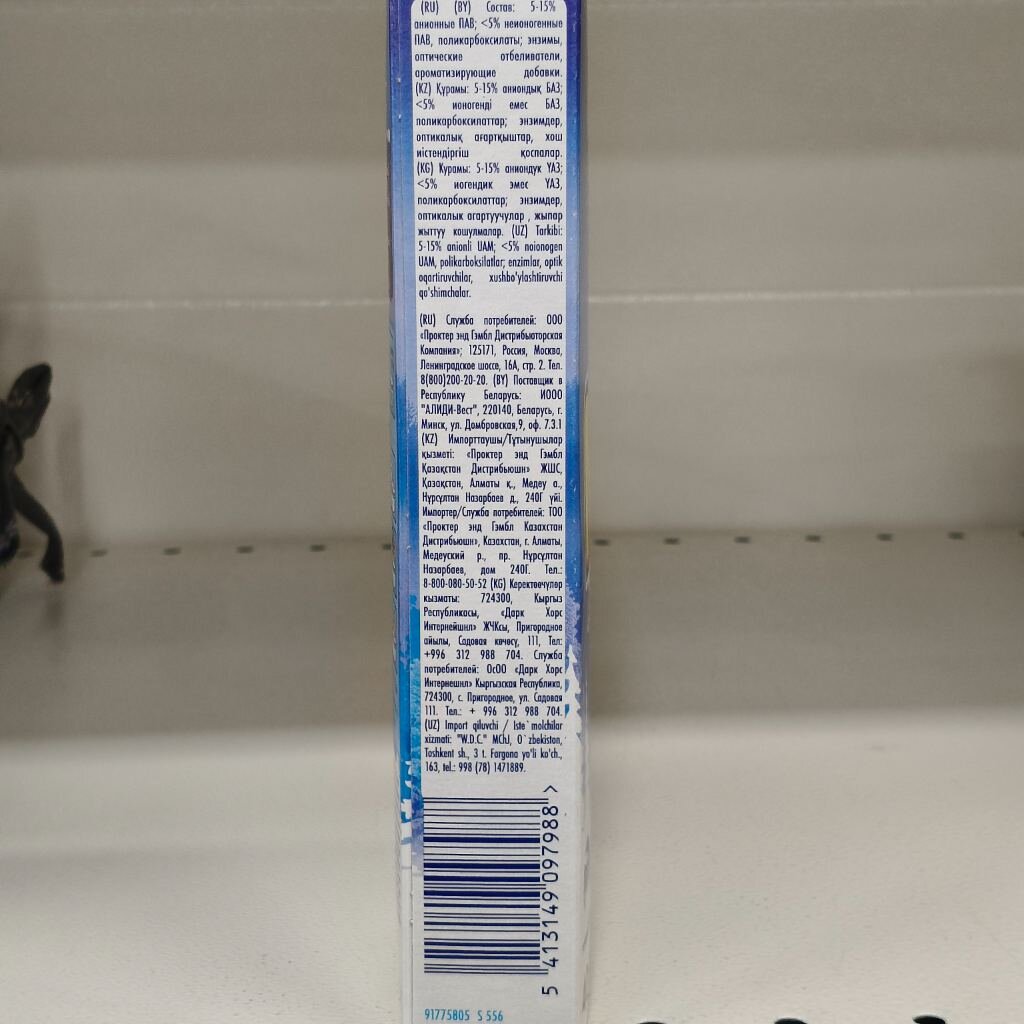 (RU) (BY) Состав: 5-15%
анионные ПАВ; <5% неионогенные
ПАВ, поликарбоксилаты; энзимы,
оптические отбеливатели,
ароматизирующие добавки.
(KZ) Құрамы: 5-15% аниондық БАЗ;
<5% ионогенді емес БАЗ,
поликарбоксилаттар; энзимдер,
оптикалық ағартқыштар, хош
иістендіргіш қоспалар.
(KG) Курамы: 5-15% аниондук ҮАЗ;
<5% иогендик эмес ҮАЗ,
поликарбоксилаттар; энзимдер,
оптикалык агартуучулар , жыпар
жыттуу кошулмалар. (UZ) Tarkibi:
5-15% anionli UAM; <5% noionogen
UAM, polikarboksilatlar; enzimlar, optik
oqartiruvchilar, xushbo'ylashtiruvchi
qo'shimchalar.
(RU) Служба потребителей: ООО
«Проктер энд Гэмбл Дистрибьюторская
Компания»; 125171, Россия, Москва,
Ленинградское шоссе, 16А, стр. 2. Тел.
8(800)200-20-20. (BY) Поставщик в
Республику Беларусь: ИООО
"АЛИДИ-Вест", 220140, Беларусь, г.
Минск, ул. Домбровская,9, оф. 7.3.1
(KZ) Импорттаушы/Тұтынушылар
қызметі: «Проктер энд Гэмбл
Қазақстан Дистрибьюшн» ЖШС,
Қазақстан, Алматы қ., Медеу а.,
Нұрсұлтан Назарбаев д., 240Г үйі.
Импортер/Служба потребителей: ТОО
«Проктер энд Гэмбл Казахстан
Дистрибьюшн», Казахстан, г. Алматы,
Медеуский р., пр. Нұрсұлтан
Назарбаев, дом 240Г. Тел.:
8-800-080-50-52 (KG) Керектөөчүлөр
кызматы: 724300, Кыргыз
Республикасы, «Дарк Хорс
Интернейшнл» ЖЧКсы, Пригородное
айылы, Садовая көчөсү, 111, Тел:
+996 312 988 704. Служба
потребителей: ОсОО «Дарк Хорс
Интернешнл» Кыргызская Республика,
724300, с. Пригородное, ул. Садовая
111. Тел.: + 996 312 988 704.
(UZ) Import qiluvchi / Iste`molchilar
xizmati: "W.D.C." MChJ, O`zbekiston,
Toshkent sh., 3 t. Fargona yo'li ko'ch.,
163, tel.: 998 (78) 1471889.
5 413149 097988 >
91775805 S 556